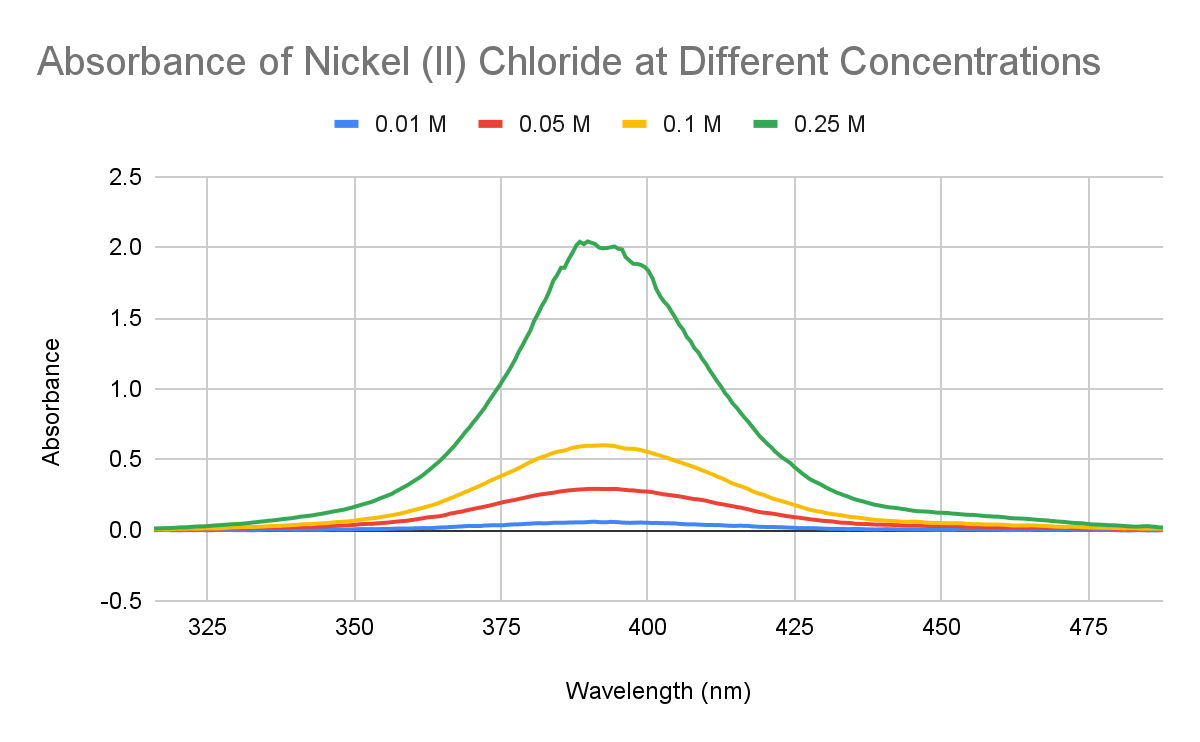 Absorbance of Nickel (II) Chloride at Different Concentrations
0.01 M 0.05 M 0.1 M 0.25 M
2.5
2.0
1.5
1.0
0.5
0.0
-0.5
Absorbance
325 350 375 400 425 450 475
Wavelength (nm)